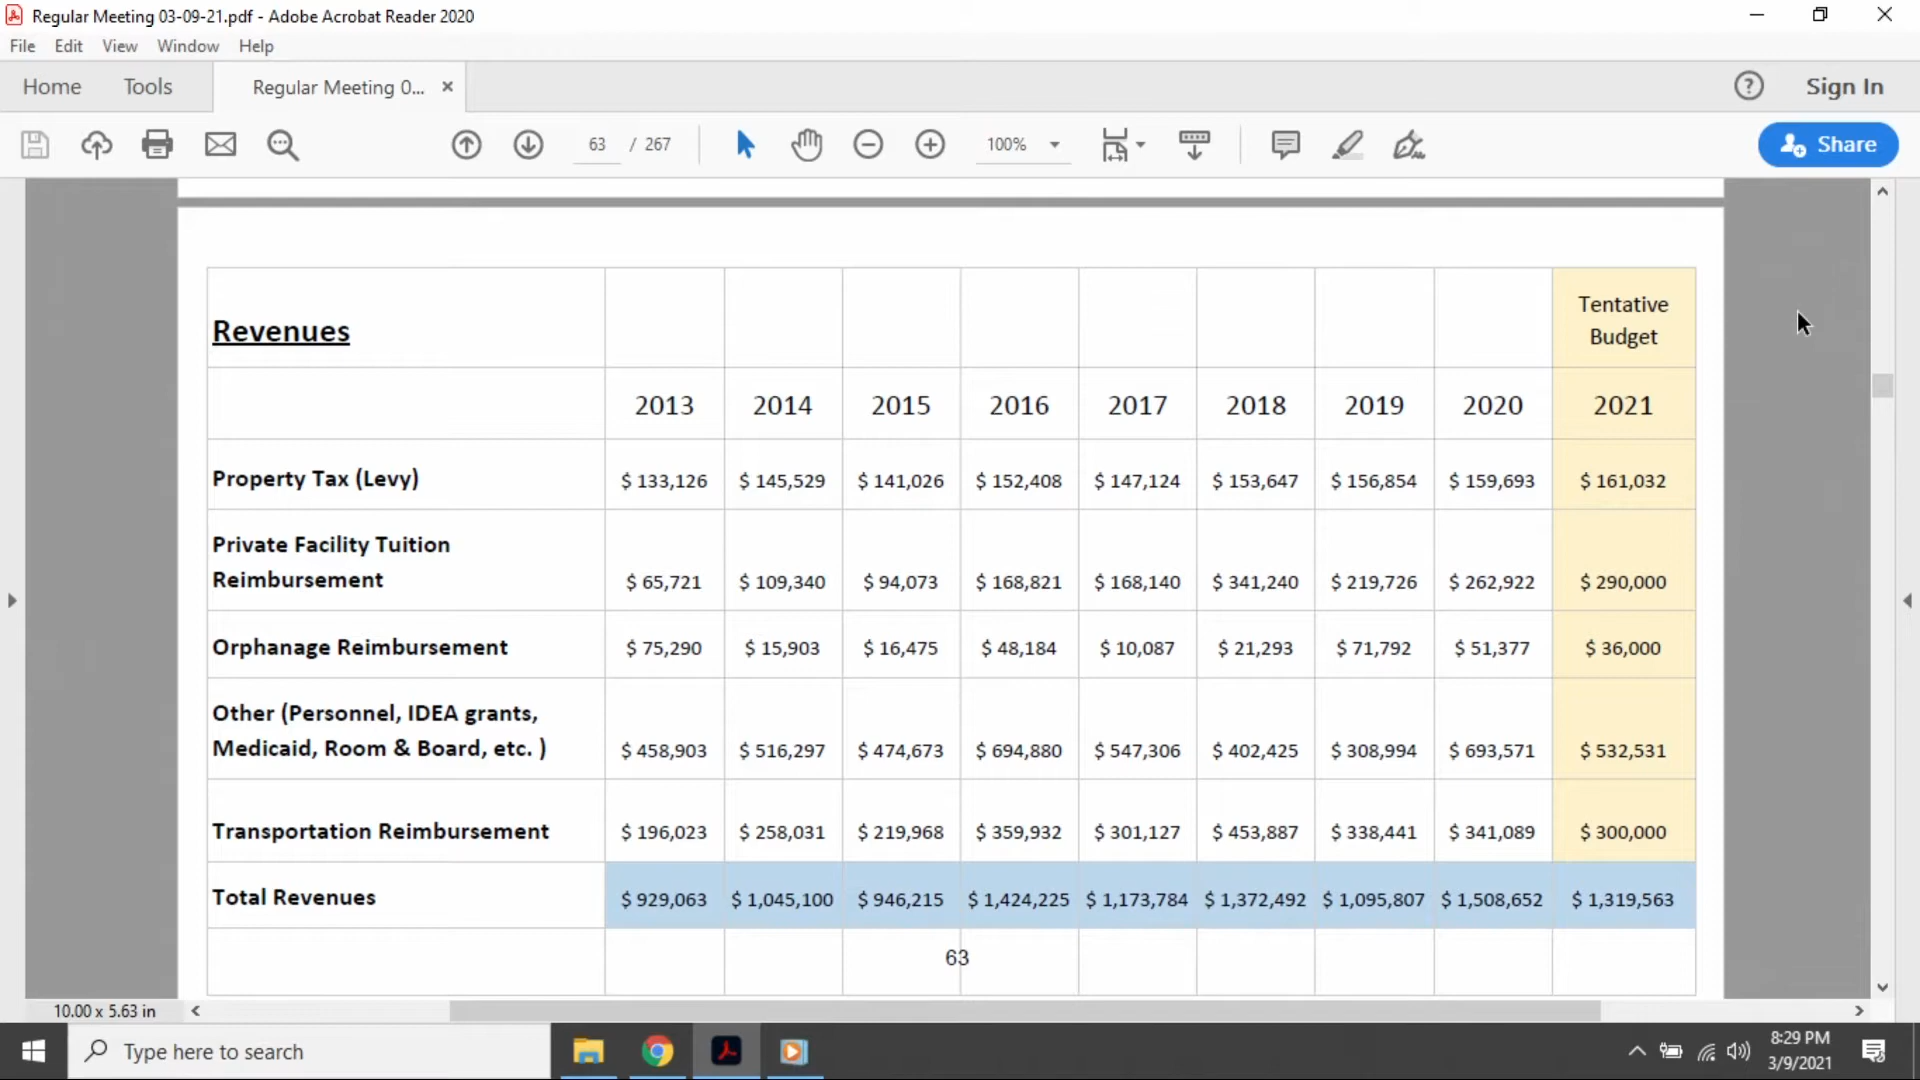 Regular Meeting 03-09-21.pdf - Adobe Acrobat Reader 2020
File Edit View Window Help
Home Tools Regular Meeting 0... × Sign In
63 / 267 100% Share
Revenues Tentative
Budget
2013 2014 2015 2016 2017 2018 2019 2020 2021
Property Tax (Levy) $ 133,126 $ 145,529 $ 141,026 $ 152,408 $ 147,124 $ 153,647 $ 156,854 $ 159,693 $ 161,032
Private Facility Tuition
Reimbursement $ 65,721 $ 109,340 $ 94,073 $ 168,821 $ 168,140 $ 341,240 $ 219,726 $ 262,922 $ 290,000
Orphanage Reimbursement $ 75,290 $ 15,903 $ 16,475 $ 48,184 $ 10,087 $ 21,293 $ 71,792 $ 51,377 $ 36,000
Other (Personnel, IDEA grants,
Medicaid, Room & Board, etc. ) $ 458,903 $ 516,297 $ 474,673 $ 694,880 $ 547,306 $ 402,425 $ 308,994 $ 693,571 $ 532,531
Transportation Reimbursement $ 196,023 $ 258,031 $ 219,968 $ 359,932 $ 301,127 $ 453,887 $ 338,441 $ 341,089 $ 300,000
Total Revenues $ 929,063 $ 1,045,100 $ 946,215 $ 1,424,225 $ 1,173,784 $ 1,372,492 $ 1,095,807 $ 1,508,652 $ 1,319,563
63
10.00 x 5.63 in
Type here to search
8:29 PM
3/9/2021